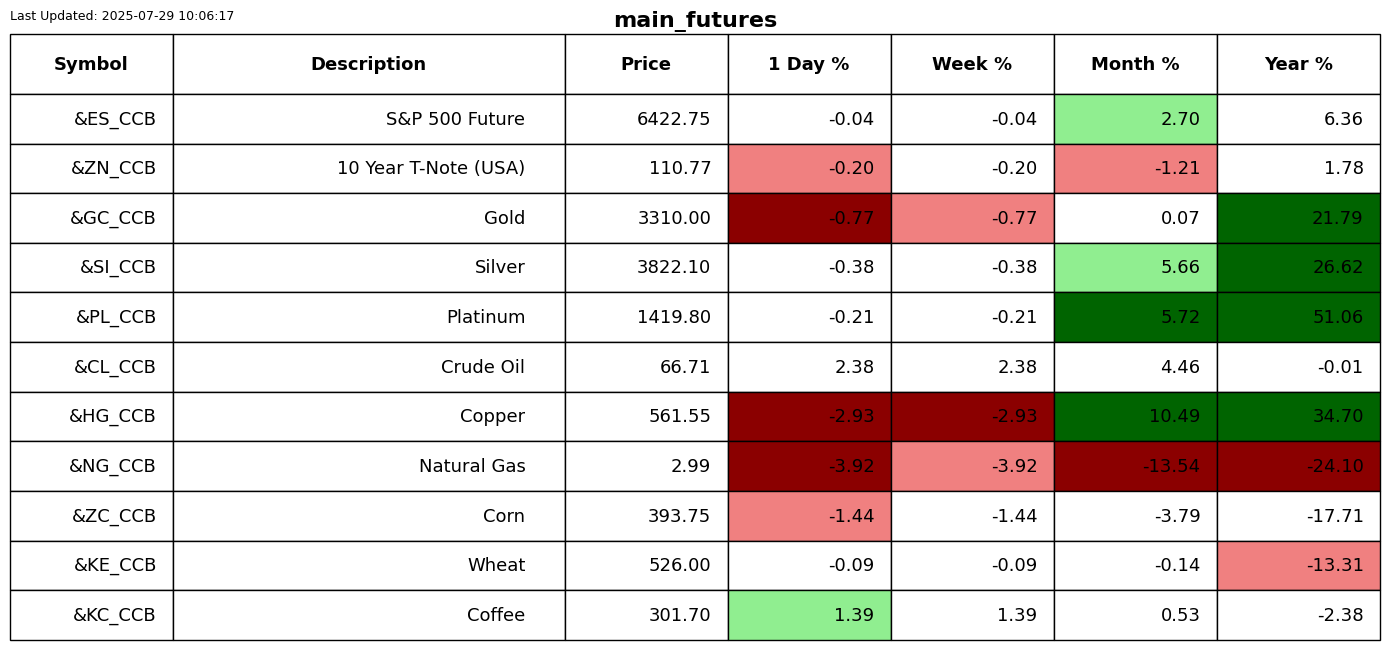 Last Updated: 2025-07-29 10:06:17
main_futures
Symbol Description Price 1 Day % Week % Month % Year %
&ES_CCB S&P 500 Future 6422.75 -0.04 -0.04 2.70 6.36
&ZN_CCB 10 Year T-Note (USA) 110.77 -0.20 -0.20 -1.21 1.78
&GC_CCB Gold 3310.00 -0.77 -0.77 0.07 21.79
&SI_CCB Silver 3822.10 -0.38 -0.38 5.66 26.62
&PL_CCB Platinum 1419.80 -0.21 -0.21 5.72 51.06
&CL_CCB Crude Oil 66.71 2.38 2.38 4.46 -0.01
&HG_CCB Copper 561.55 -2.93 -2.93 10.49 34.70
&NG_CCB Natural Gas 2.99 -3.92 -3.92 -13.54 -24.10
&ZC_CCB Corn 393.75 -1.44 -1.44 -3.79 -17.71
&KE_CCB Wheat 526.00 -0.09 -0.09 -0.14 -13.31
&KC_CCB Coffee 301.70 1.39 1.39 0.53 -2.38